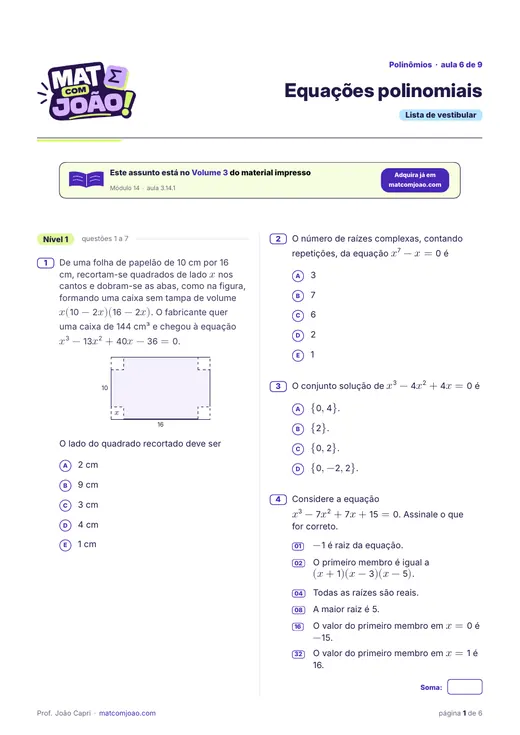 MAT
COM
JOÃO!
Polinômios · aula 6 de 9
Equações polinomiais
Lista de vestibular
Este assunto está no Volume 3 do material impresso
Módulo 14 · aula 3.14.1
Adquira já em
matcomjoao.com
Nível 1 questões 1 a 7
1 De uma folha de papelão de 10 cm por 16
cm, recortam-se quadrados de lado x nos
cantos e dobram-se as abas, como na figura,
formando uma caixa sem tampa de volume
x(10 − 2x)(16 − 2x). O fabricante quer
uma caixa de 144 cm³ e chegou à equação
x³ − 13x² + 40x − 36 = 0.
10
x
16
O lado do quadrado recortado deve ser
A 2 cm
B 9 cm
C 3 cm
D 4 cm
E 1 cm
2 O número de raízes complexas, contando
repetições, da equação x⁷ − x = 0 é
A 3
B 7
C 6
D 2
E 1
3 O conjunto solução de x³ − 4x² + 4x = 0 é
A {0, 4}.
B {2}.
C {0, 2}.
D {0, −2, 2}.
4 Considere a equação
x³ − 7x² + 7x + 15 = 0. Assinale o que
for correto.
01 −1 é raiz da equação.
02 O primeiro membro é igual a
(x + 1)(x − 3)(x − 5).
04 Todas as raízes são reais.
08 A maior raiz é 5.
16 O valor do primeiro membro em x = 0 é
−15.
32 O valor do primeiro membro em x = 1 é
16.
Soma:
Prof. João Capri · matcomjoao.com
página 1 de 6